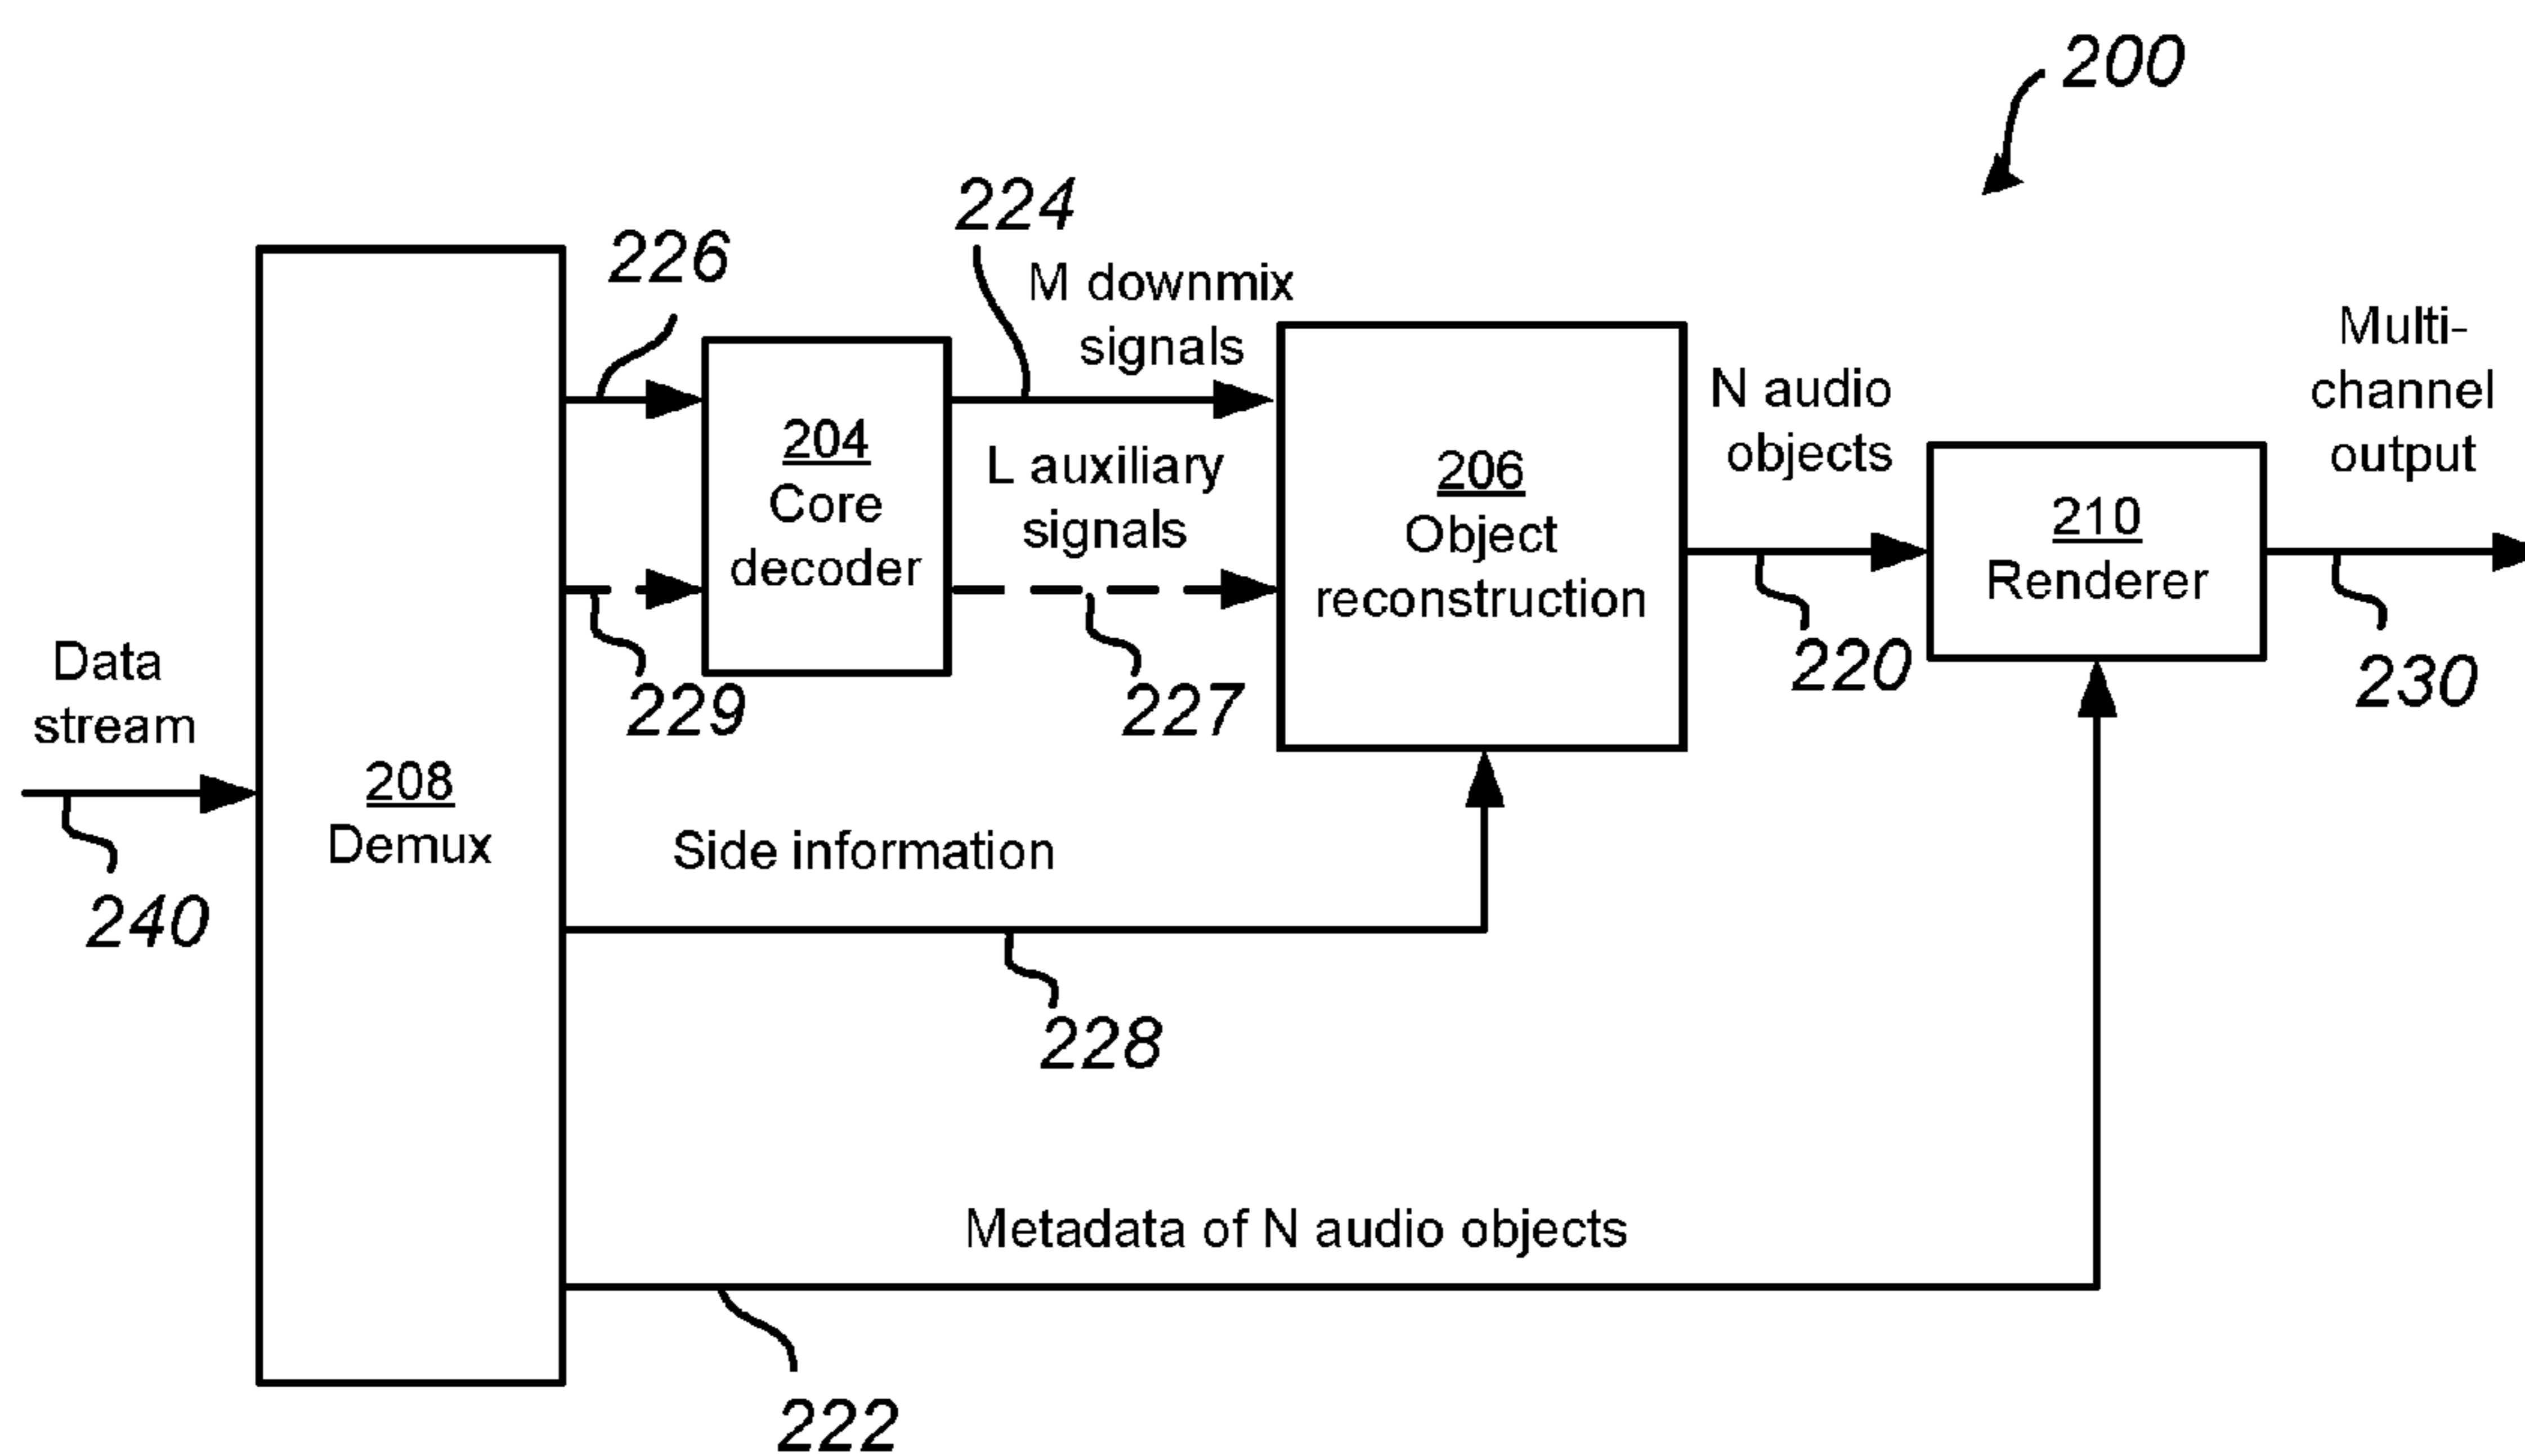 200
224
226
M downmix
signals
204
Core
decoder
L auxiliary
signals
206
Object
reconstruction
N audio
objects
210
Renderer
Multi-
channel
output
229
227
220
230
Data
stream
240
208
Demux
Side information
228
Metadata of N audio objects
222